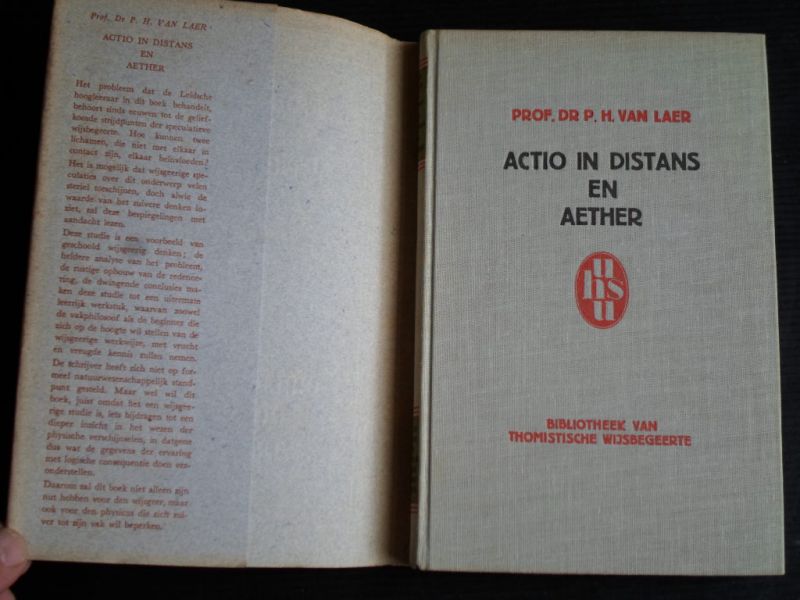 Prof. Dr P. H. VAN LAER
ACTIO IN DISTANS
EN
AETHER
Het probleem dat de Leidsche
hoogleeraar in dit boek behandelt,
behoort sinds eeuwen tot de gelief-
koosde strijdpunten der speculatieve
wijsbegeerte. Hoe kunnen twee
lichamen, die niet met elkaar in
contact zijn, elkaar beïnvloeden?
Het is mogelijk dat wijsgeerige spe-
culaties over dit onderwerp velen
steriel toeschijnen, doch alwie de
waarde van het zuivere denken in-
ziet, zal deze bespiegelingen met
aandacht lezen.
Deze studie is een voorbeeld van
geschoold wijsgeerig denken; de
heldere analyse van het probleem,
de rustige opbouw van de redenee-
ring, de dwingende conclusies ma-
ken deze studie tot een uitermate
leerrijk werkstuk, waarvan zoowel
de vakphilosoof als de beginner die
zich op de hoogte wil stellen van de
wijsgeerige werkwijze, met vrucht
en vreugde kennis zullen nemen.
De schrijver heeft zich niet op for-
meel natuurwetenschappelijk stand-
punt gesteld. Maar wel wil dit
boek, juist omdat het een wijsgee-
rige studie is, iets bijdragen tot een
dieper inzicht in het wezen der
physische verschijnselen, in datgene
dus wat de gegevens der ervaring
met logische consequentie doen ver-
onderstellen.
Daarom zal dit boek niet alleen zijn
nut hebben voor den wijsgeer, maar
ook voor den physicus die zich niet
tot zijn vak wil beperken.
PROF. DR P. H. VAN LAER
ACTIO IN DISTANS
EN
AETHER
u
hs
u
BIBLIOTHEEK VAN
THOMISTISCHE WIJSBEGEERTE